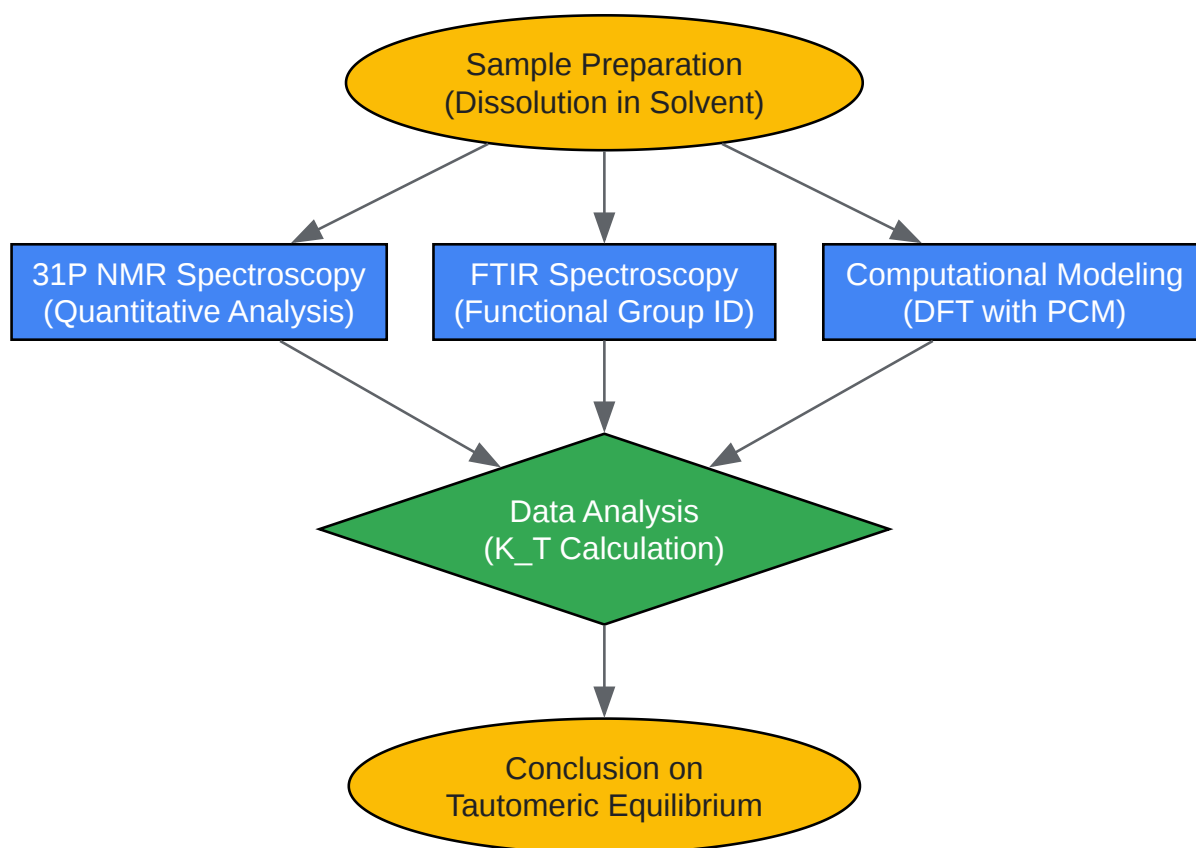 Sample Preparation
(Dissolution in Solvent)
31P NMR Spectroscopy
(Quantitative Analysis)
FTIR Spectroscopy
(Functional Group ID)
Computational Modeling
(DFT with PCM)
Data Analysis
(K_T Calculation)
Conclusion on
Tautomeric Equilibrium